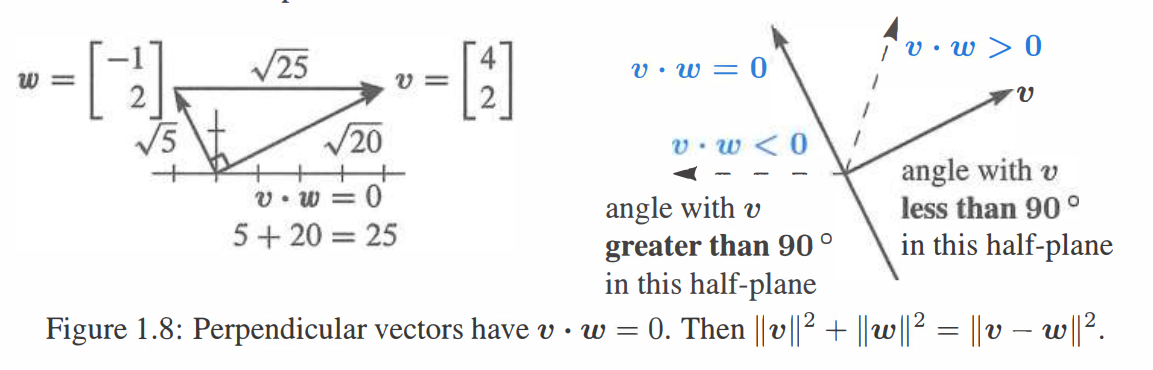 w = [-1 2]
√25
v = [4 2]
√5
√20
v · w = 0
5 + 20 = 25
v · w = 0
v · w > 0
v
v · w < 0
angle with v
greater than 90°
in this half-plane
angle with v
less than 90°
in this half-plane
Figure 1.8: Perpendicular vectors have v · w = 0. Then ||v||² + ||w||² = ||v − w||².